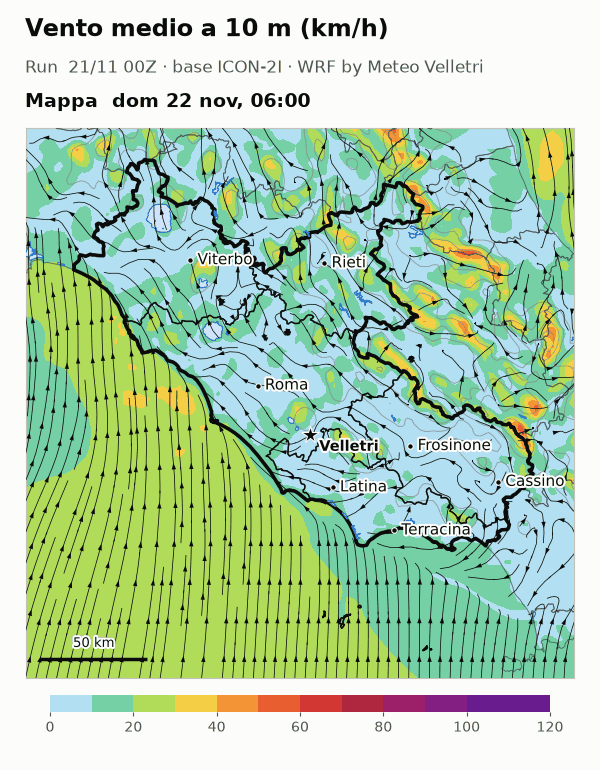 Vento medio a 10 m (km/h)
Run 21/11 00Z · base ICON-2I · WRF by Meteo Velletri
Mappa dom 22 nov, 06:00
Viterbo
Rieti
Roma
Velletri
Frosinone
Cassino
Latina
Terracina
50 km
0 20 40 60 80 100 120